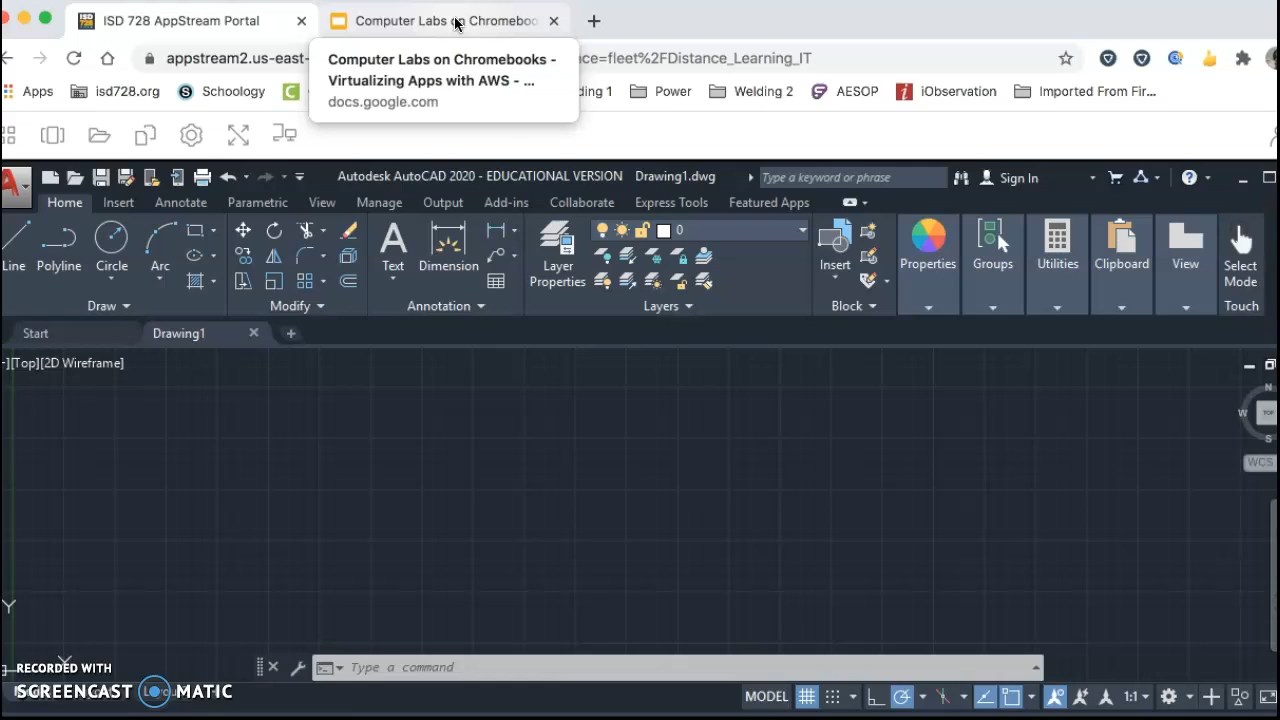 ISD 728 AppStream Portal
Computer Labs on Chromeboo
appstream2.us-east-
ace=fleet%2FDistance_Learning_IT
Computer Labs on Chromebooks -
Virtualizing Apps with AWS - ...
docs.google.com
Apps
isd728.org
Schoology
ding 1
Power
Welding 2
AESOP
iObservation
Imported From Fir...
Autodesk AutoCAD 2020 - EDUCATIONAL VERSION Drawing1.dwg
Type a keyword or phrase
Sign In
Home Insert Annotate Parametric View Manage Output Add-ins Collaborate Express Tools Featured Apps
0
Line Polyline Circle Arc
Text Dimension
Layer Properties
Insert
Properties Groups Utilities Clipboard View
Select Mode
Draw Modify Annotation Layers Block Touch
Start Drawing1
-][Top][2D Wireframe]
N
W
TOP
S
WCS
Y
Type a command
RECORDED WITH
SCREENCAST MATIC
MODEL
1:1